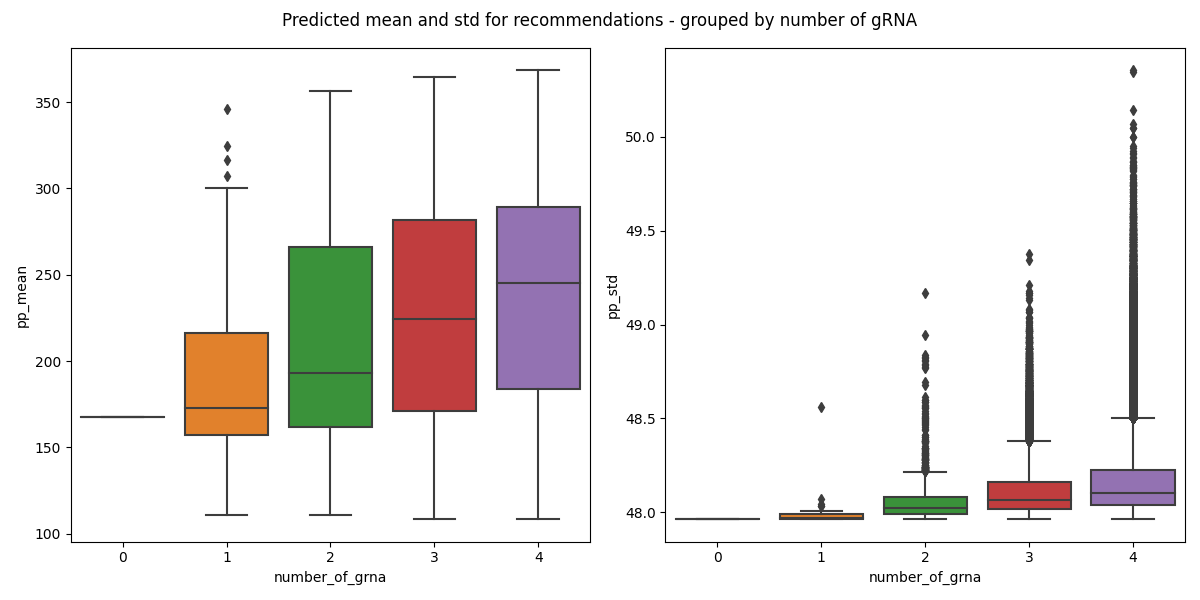 Predicted mean and std for recommendations - grouped by number of gRNA
pp_mean
350
300
250
200
150
100
0 1 2 3 4
number_of_grna
pp_std
50.0
49.5
49.0
48.5
48.0
0 1 2 3 4
number_of_grna